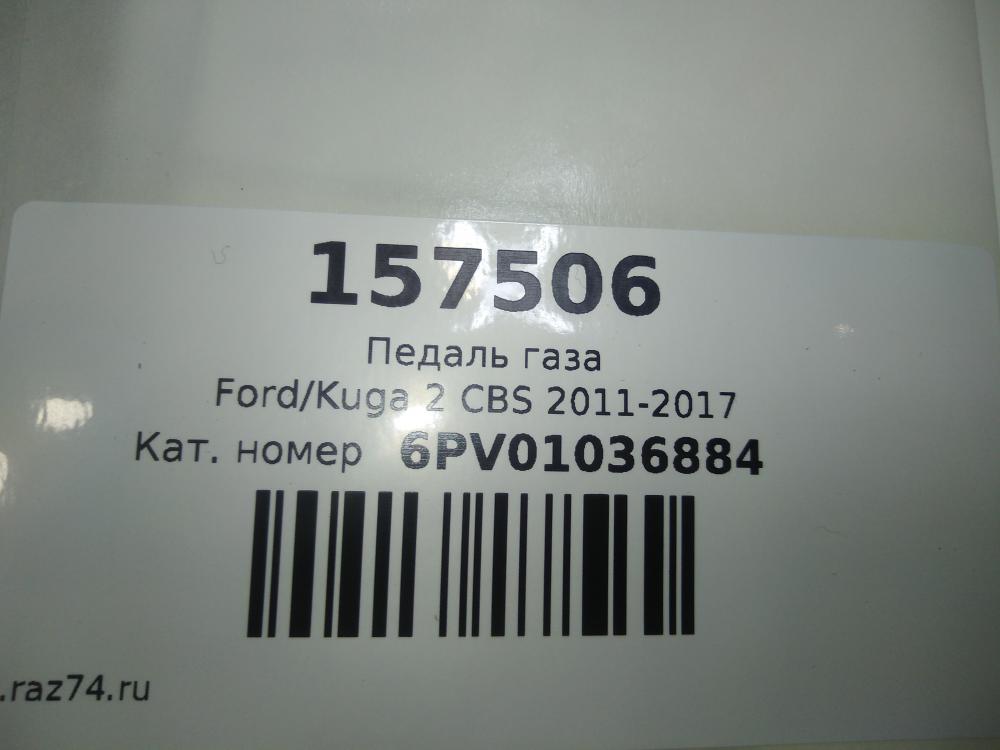 157506
Педаль газа
Ford/Kuga 2 CBS 2011-2017
Кат. номер 6PV01036884
.raz74.ru